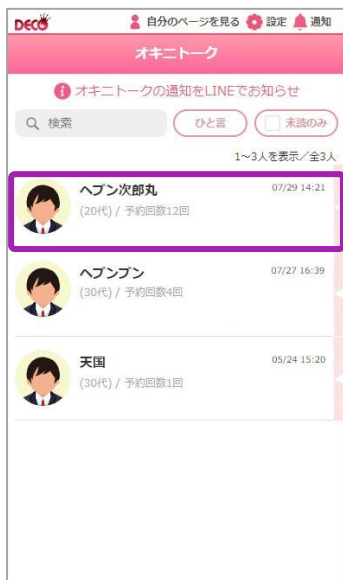 DECO 自分のページを見る 設定 通知
オキニトーク
オキニトークの通知をLINEでお知らせ
検索 ひと言 未読のみ
1～3人を表示／全3人
ヘブン次郎丸 07/29 14:21
(20代) / 予約回数12回
ヘブンブン 07/27 16:39
(30代) / 予約回数4回
天国 05/24 15:20
(30代) / 予約回数1回